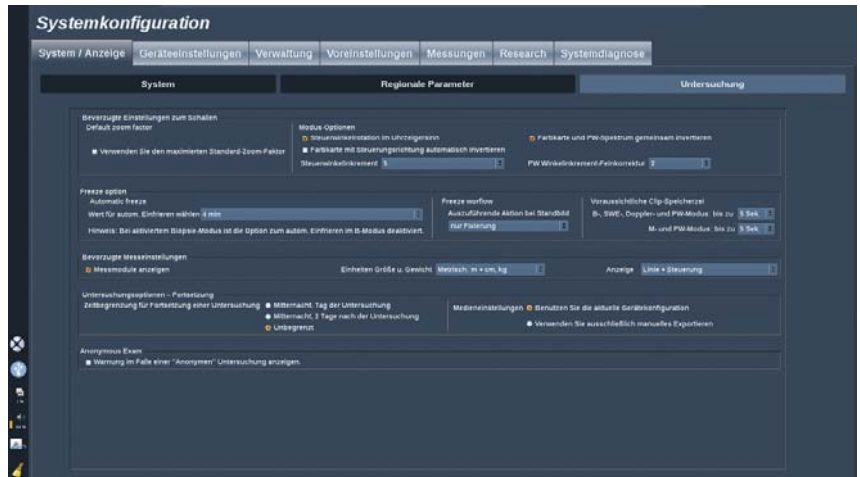 Systemkonfiguration
System / Anzeige Geräteeinstellungen Verwaltung Voreinstellungen Messungen Research Systemdiagnose
System Regionale Parameter Untersuchung
Bevorzugte Einstellungen zum Schallen
Default zoom factor Modus-Optionen
Steuerwinkelrotation im Uhrzeigersinn Farbkarte und PW-Spektrum gemeinsam invertieren
Verwenden Sie den maximierten Standard-Zoom-Faktor Farbkarte mit Steuerungsrichtung automatisch invertieren
Steuerwinkelinkrement 5 PW Winkelinkrement-Feinkorrektur 2
Freeze option
Automatic freeze Freeze worflow Voraussichtliche Clip-Speicherzei
Wert für autom. Einfrieren wählen 4 min Auszuführende Aktion bei Standbild B-, SWE-, Doppler- und PW-Modus: bis zu 5 Sek.
Hinweis: Bei aktiviertem Biopsie-Modus ist die Option zum autom. Einfrieren im B-Modus deaktiviert. nur Fixierung M- und PW-Modus: bis zu 5 Sek.
Bevorzugte Messeinstellungen
Messmodule anzeigen Einheiten Größe u. Gewicht Metrisch: m + cm, kg Anzeige Linie + Steuerung
Untersuchungsoptionen - Fortsetzung
Zeitbegrenzung für Fortsetzung einer Untersuchung Mitternacht, Tag der Untersuchung Medieneinstellungen Benutzen Sie die aktuelle Gerätekonfiguration
Mitternacht, 2 Tage nach der Untersuchung Verwenden Sie ausschließlich manuelles Exportieren
Unbegrenzt
Anonymous Exam
Warnung im Falle einer "Anonymen" Untersuchung anzeigen.